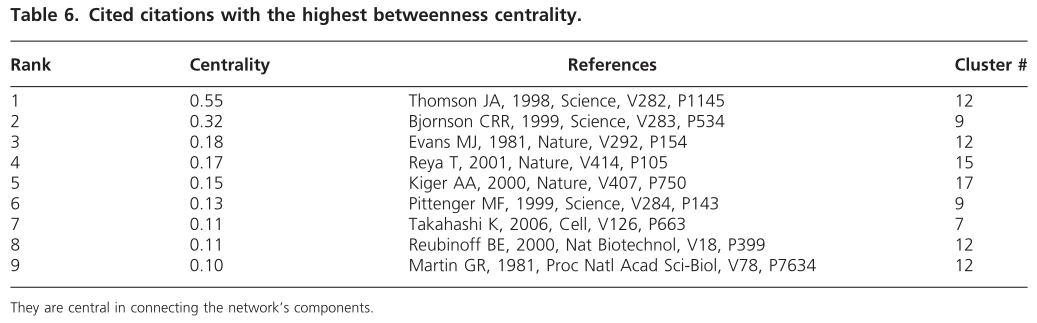 Table 6. Cited citations with the highest betweenness centrality.
Rank Centrality References Cluster #
1 0.55 Thomson JA, 1998, Science, V282, P1145 12
2 0.32 Bjornson CRR, 1999, Science, V283, P534 9
3 0.18 Evans MJ, 1981, Nature, V292, P154 12
4 0.17 Reya T, 2001, Nature, V414, P105 15
5 0.15 Kiger AA, 2000, Nature, V407, P750 17
6 0.13 Pittenger MF, 1999, Science, V284, P143 9
7 0.11 Takahashi K, 2006, Cell, V126, P663 7
8 0.11 Reubinoff BE, 2000, Nat Biotechnol, V18, P399 12
9 0.10 Martin GR, 1981, Proc Natl Acad Sci-Biol, V78, P7634 12
They are central in connecting the network's components.